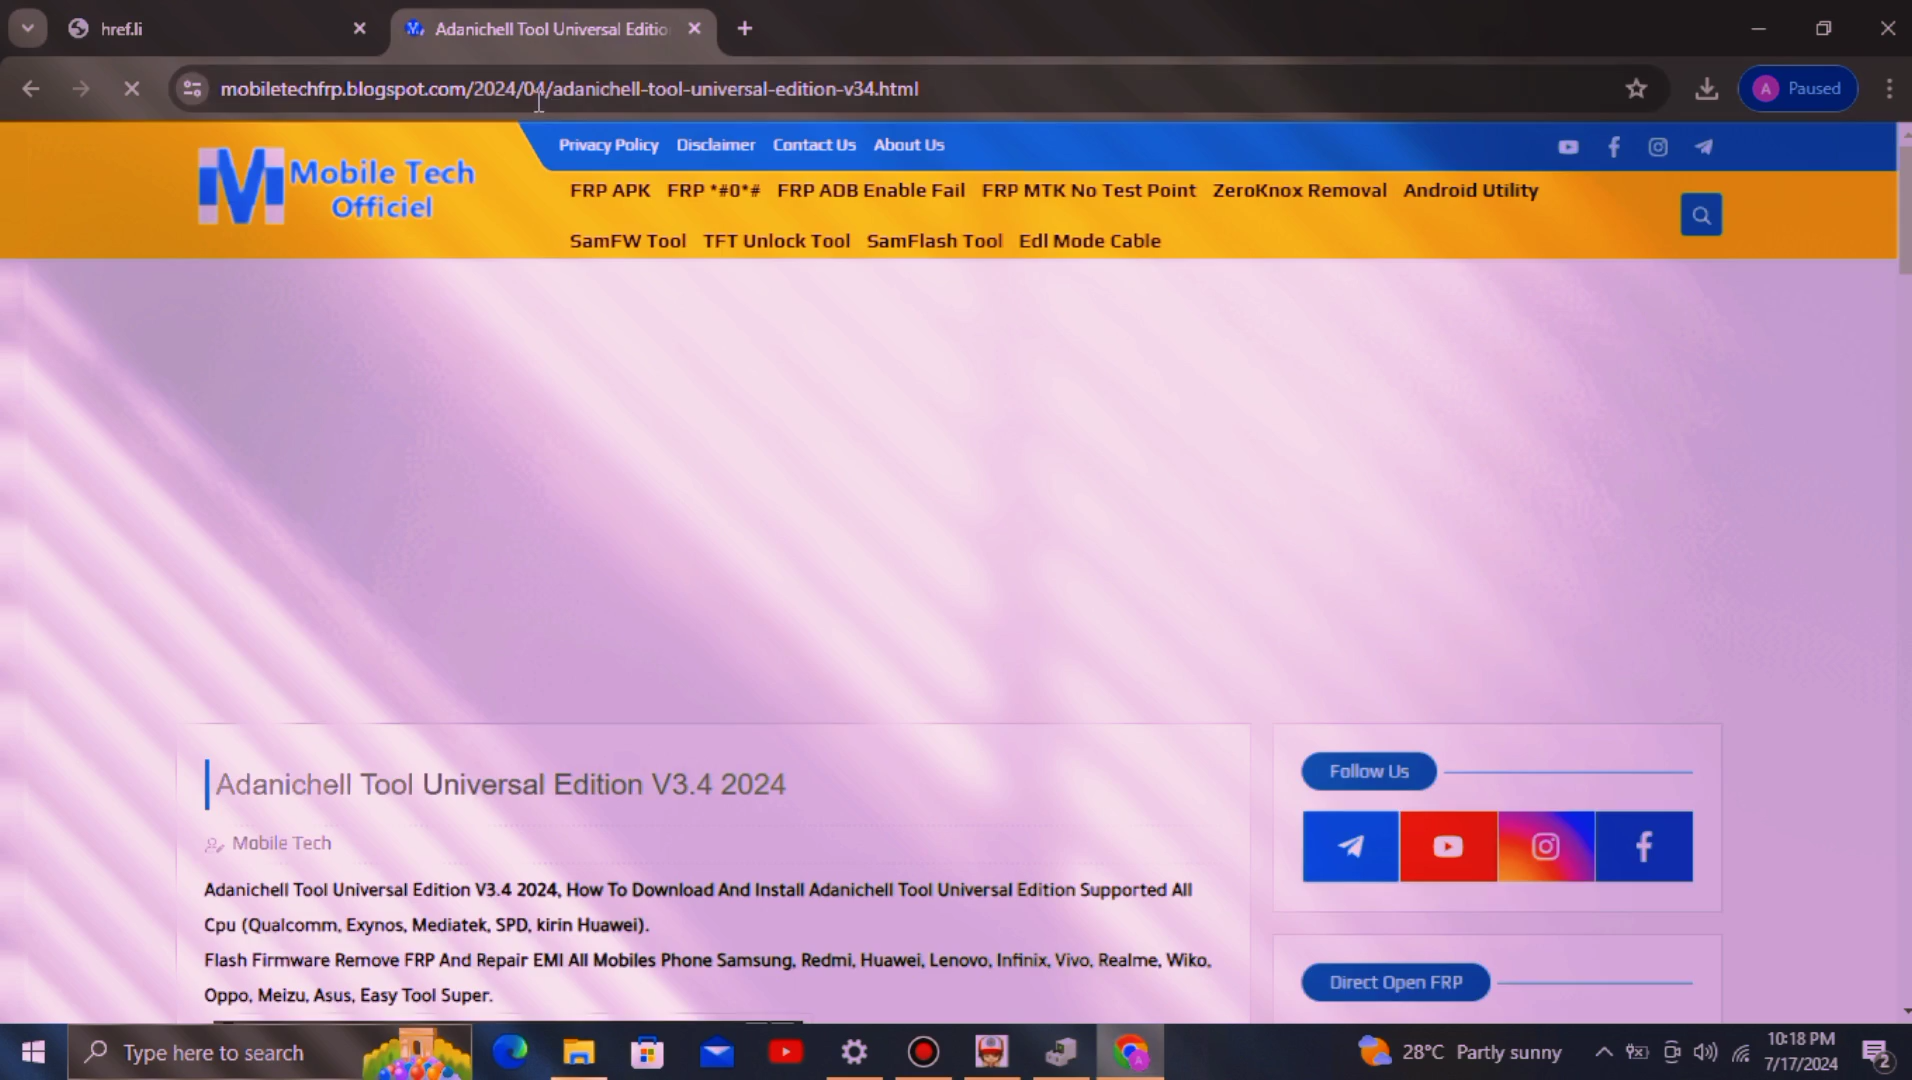 href.li
Adanichell Tool Universal Editio
mobiletechfrp.blogspot.com/2024/04/adanichell-tool-universal-edition-v34.html
A Paused
Privacy Policy Disclaimer Contact Us About Us
M Mobile Tech
Officiel
FRP APK FRP *#0*# FRP ADB Enable Fail FRP MTK No Test Point ZeroKnox Removal Android Utility
SamFW Tool TFT Unlock Tool SamFlash Tool Edl Mode Cable
Adanichell Tool Universal Edition V3.4 2024
Mobile Tech
Adanichell Tool Universal Edition V3.4 2024, How To Download And Install Adanichell Tool Universal Edition Supported All
Cpu (Qualcomm, Exynos, Mediatek, SPD, kirin Huawei).
Flash Firmware Remove FRP And Repair EMI All Mobiles Phone Samsung, Redmi, Huawei, Lenovo, Infinix, Vivo, Realme, Wiko,
Oppo, Meizu, Asus, Easy Tool Super.
Follow Us
Direct Open FRP
Type here to search
28°C Partly sunny
10:18 PM
7/17/2024
2